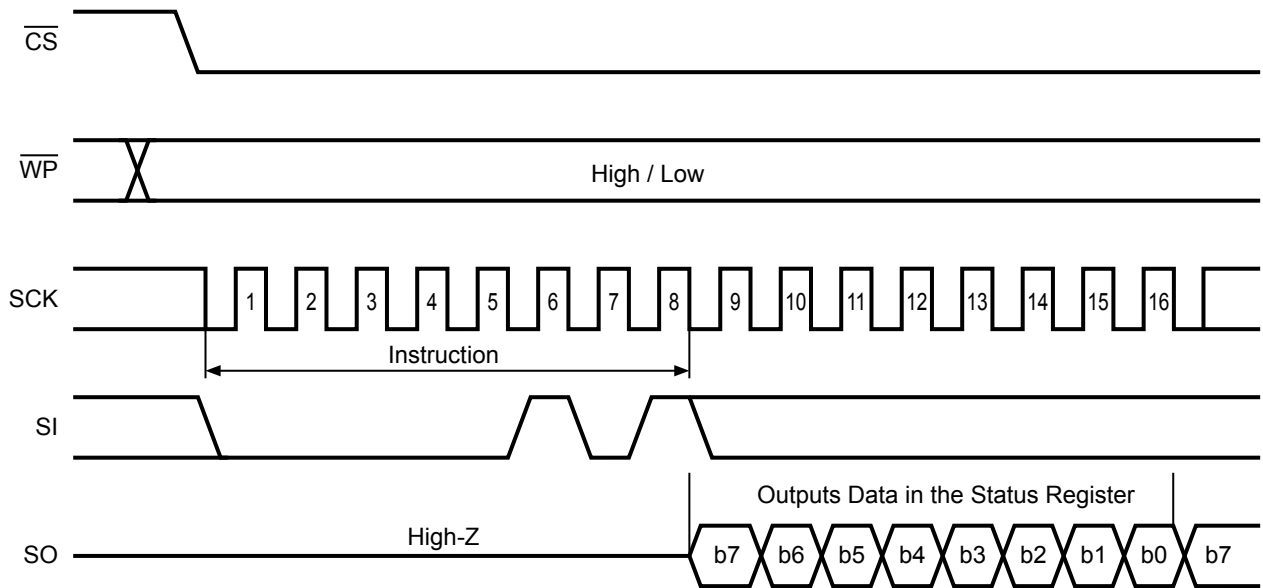 CS
WP
High / Low
SCK
1 2 3 4 5 6 7 8 9 10 11 12 13 14 15 16
Instruction
SI
Outputs Data in the Status Register
High-Z
SO
b7 b6 b5 b4 b3 b2 b1 b0 b7